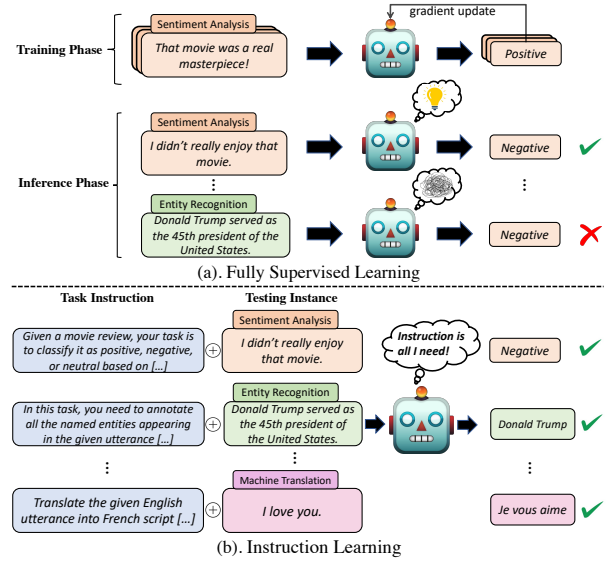 gradient update
Sentiment Analysis
Training Phase
That movie was a real
masterpiece!
Positive
Sentiment Analysis
I didn't really enjoy that
movie.
Negative
Inference Phase
Entity Recognition
Donald Trump served as
the 45th president of the
United States.
Negative
(a). Fully Supervised Learning
Task Instruction
Testing Instance
Sentiment Analysis
Given a movie review, your task is
to classify it as positive, negative,
or neutral based on […]
I didn't really enjoy
that movie.
Instruction is
all I need!
Negative
Entity Recognition
In this task, you need to annotate
all the named entities appearing
in the given utterance […]
Donald Trump served as
the 45th president of
the United States.
Donald Trump
Machine Translation
Translate the given English
utterance into French script […]
I love you.
Je vous aime
(b). Instruction Learning